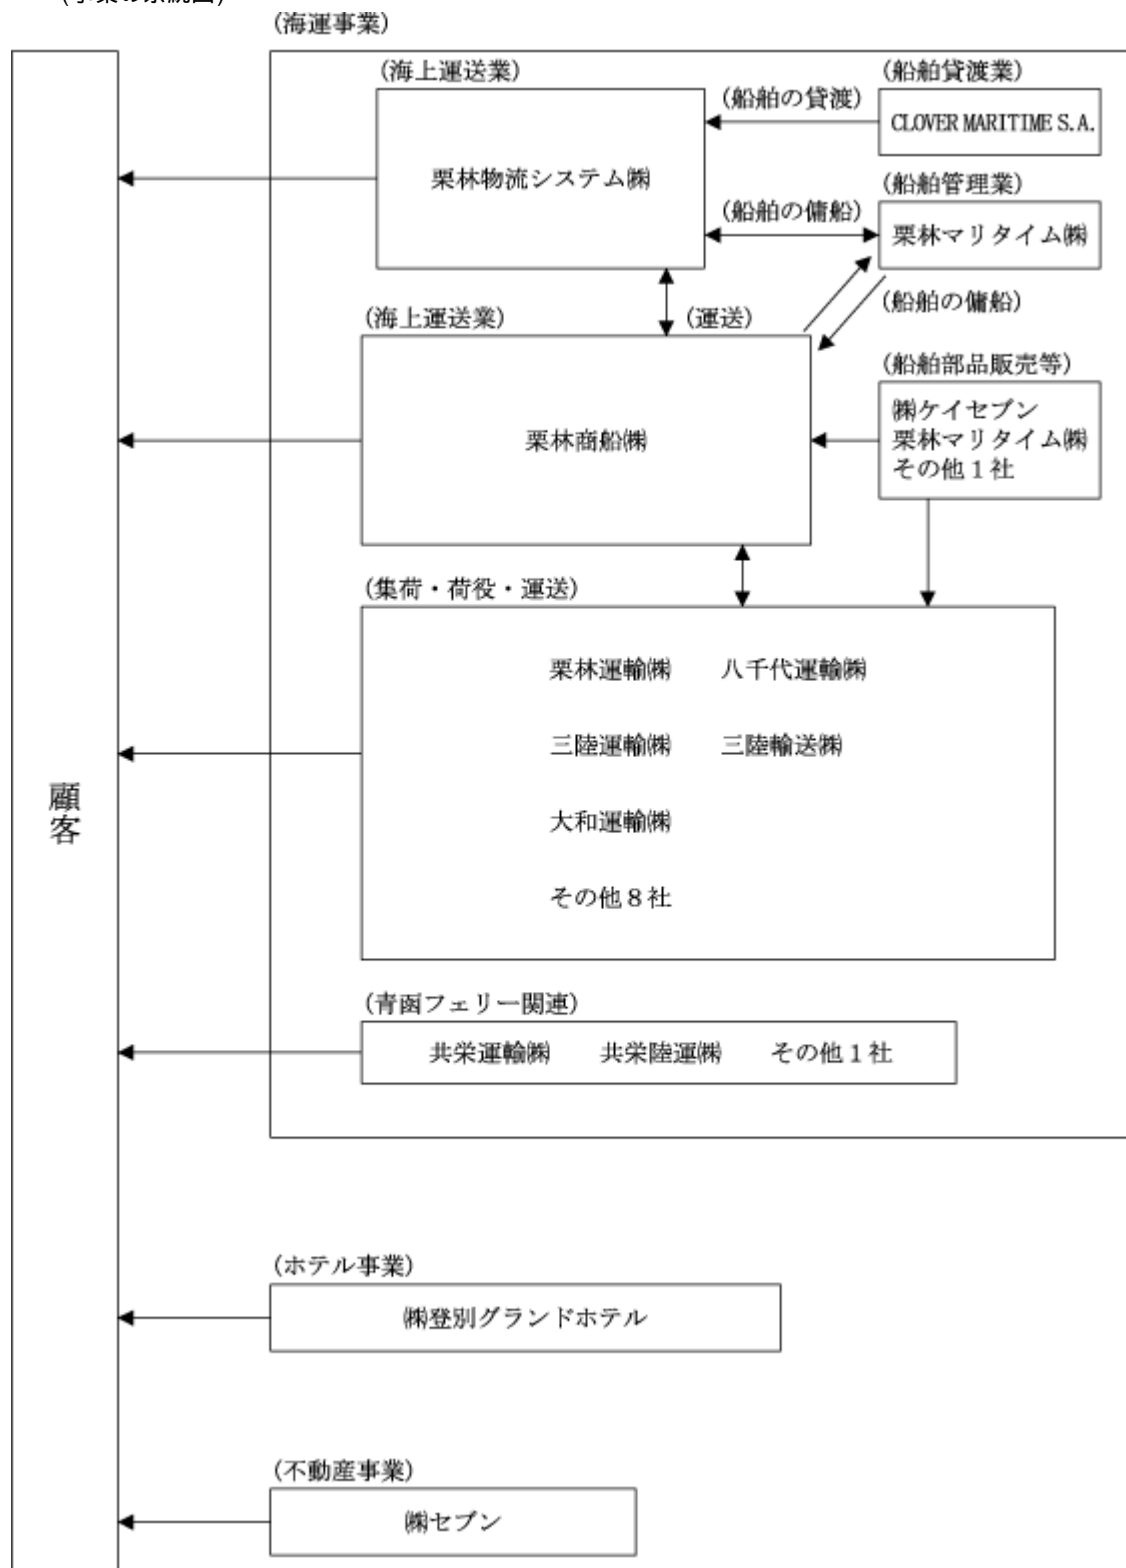 (事業の系統図)
(海運事業)
(海上運送業)
(船舶貸渡業)
(船舶の貸渡)
CLOVER MARITIME S.A.
栗林物流システム㈱
(船舶管理業)
(船舶の傭船)
栗林マリタイム㈱
(船舶の傭船)
(海上運送業)
(運送)
(船舶部品販売等)
㈱ケイセブン
栗林マリタイム㈱
その他1社
栗林商船㈱
(集荷・荷役・運送)
栗林運輸㈱ 八千代運輸㈱
三陸運輸㈱ 三陸輸送㈱
大和運輸㈱
その他8社
顧客
(青函フェリー関連)
共栄運輸㈱ 共栄陸運㈱ その他1社
(ホテル事業)
㈱登別グランドホテル
(不動産事業)
㈱セブン